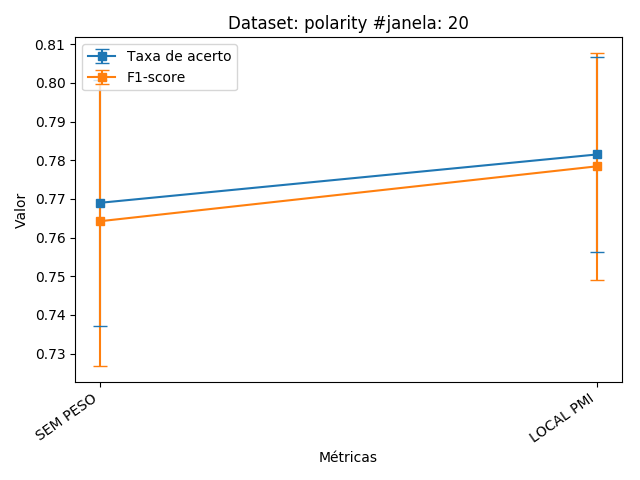 Dataset: polarity #janela: 20
Taxa de acerto
F1-score
Valor
0.81
0.80
0.79
0.78
0.77
0.76
0.75
0.74
0.73
SEM PESO
LOCAL PMI
Métricas